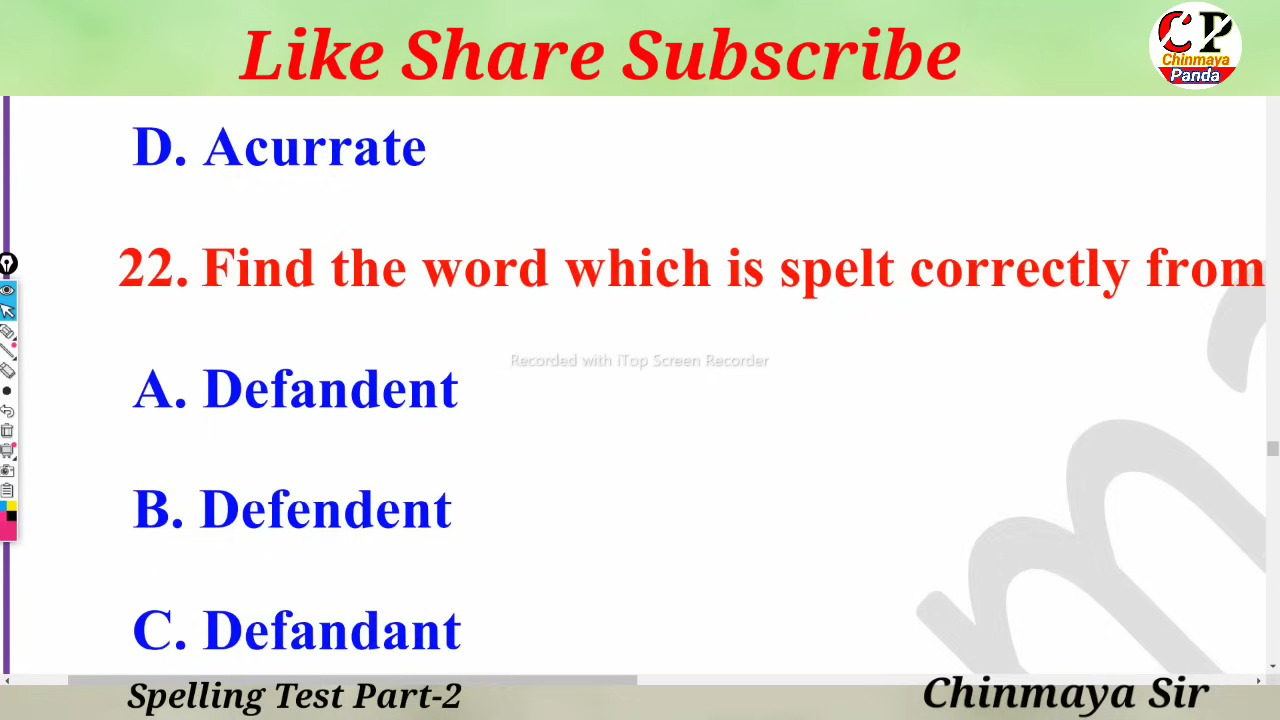 Like Share Subscribe
CP
Chinmaya
Panda
D. Acurrate
22. Find the word which is spelt correctly from
Recorded with iTop Screen Recorder
A. Defandent
B. Defendent
C. Defandant
Spelling Test Part-2
Chinmaya Sir